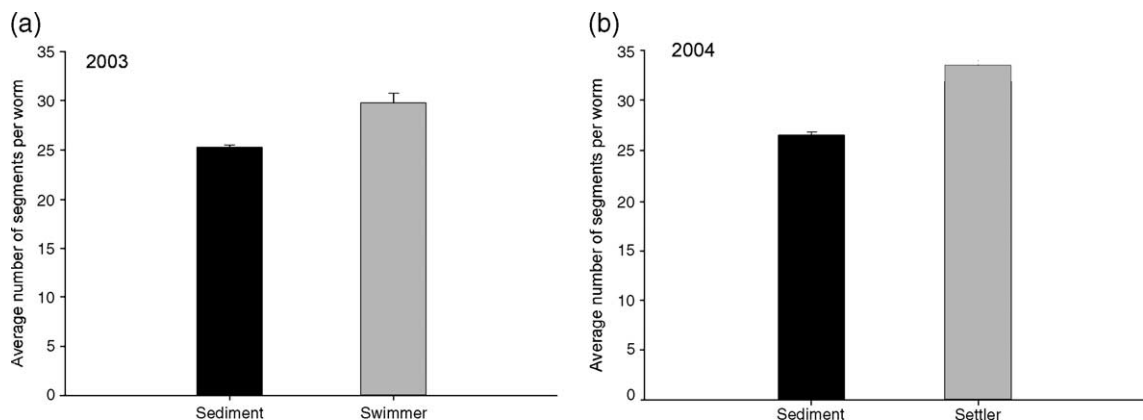 (a)
2003
Average number of segments per worm
35
30
25
20
15
10
5
0
Sediment
Swimmer
(b)
2004
Average number of segments per worm
35
30
25
20
15
10
5
0
Sediment
Settler